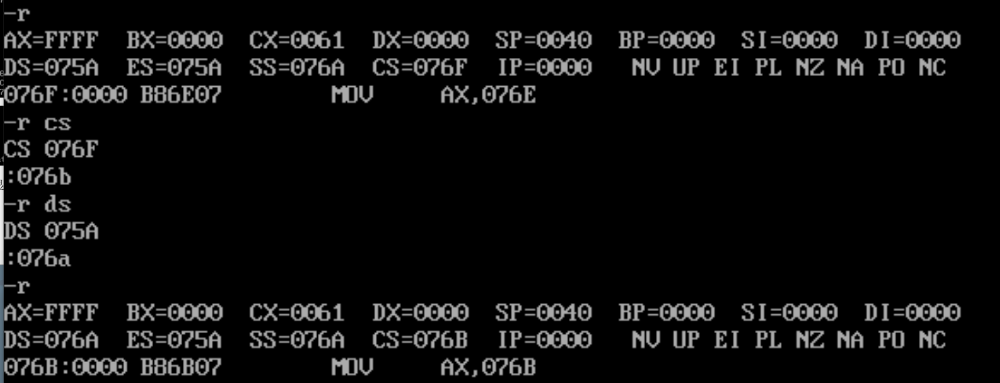 -r
AX=FFFF  BX=0000  CX=0061  DX=0000  SP=0040  BP=0000  SI=0000  DI=0000
DS=075A  ES=075A  SS=076A  CS=076F  IP=0000   NV UP EI PL NZ NA PO NC
076F:0000 B86E07        MOV     AX,076E
-r cs
CS 076F
:076b
-r ds
DS 075A
:076a
-r
AX=FFFF  BX=0000  CX=0061  DX=0000  SP=0040  BP=0000  SI=0000  DI=0000
DS=076A  ES=075A  SS=076A  CS=076B  IP=0000   NV UP EI PL NZ NA PO NC
076B:0000 B86B07        MOV     AX,076B